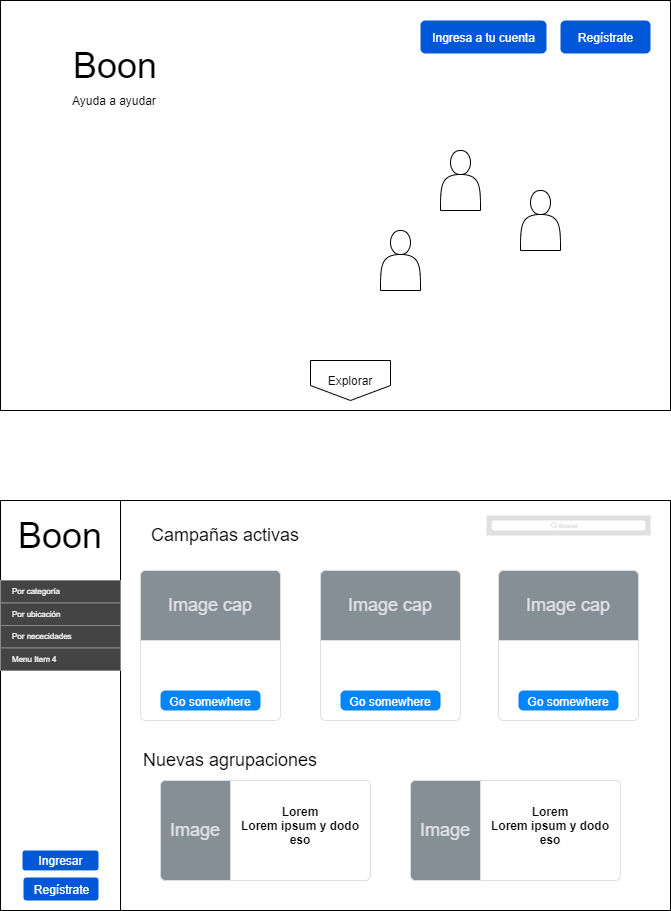 Ingresa a tu cuenta
Regístrate
Boon
Ayuda a ayudar
Explorar
Boon
Campañas activas
Buscar
Por categoría
Por ubicación
Por nececidades
Menu Item 4
Image cap
Image cap
Image cap
Go somewhere
Go somewhere
Go somewhere
Nuevas agrupaciones
Image
Lorem
Lorem ipsum y dodo
eso
Image
Lorem
Lorem ipsum y dodo
eso
Ingresar
Regístrate